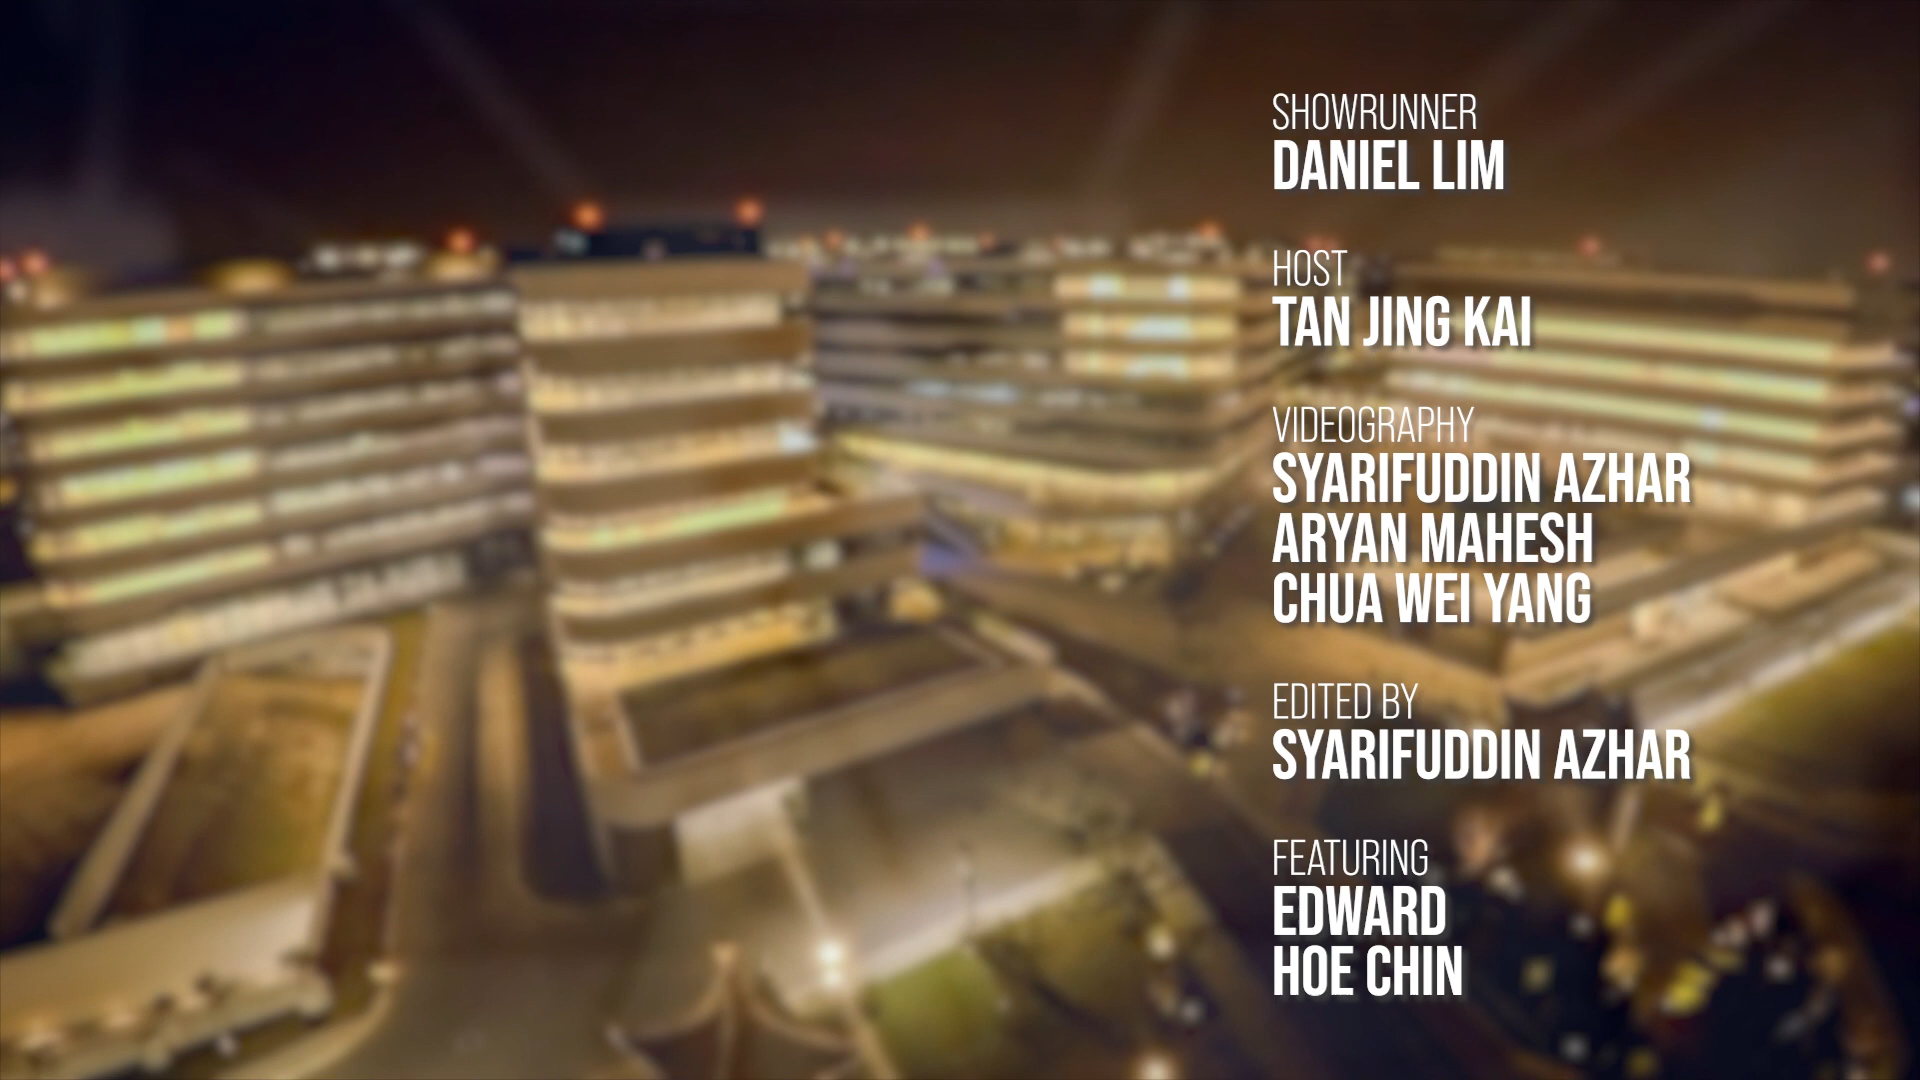 SHOWRUNNER
DANIEL LIM
HOST
TAN JING KAI
VIDEOGRAPHY
SYARIFUDDIN AZHAR
ARYAN MAHESH
CHUA WEI YANG
EDITED BY
SYARIFUDDIN AZHAR
FEATURING
EDWARD
HOE CHIN